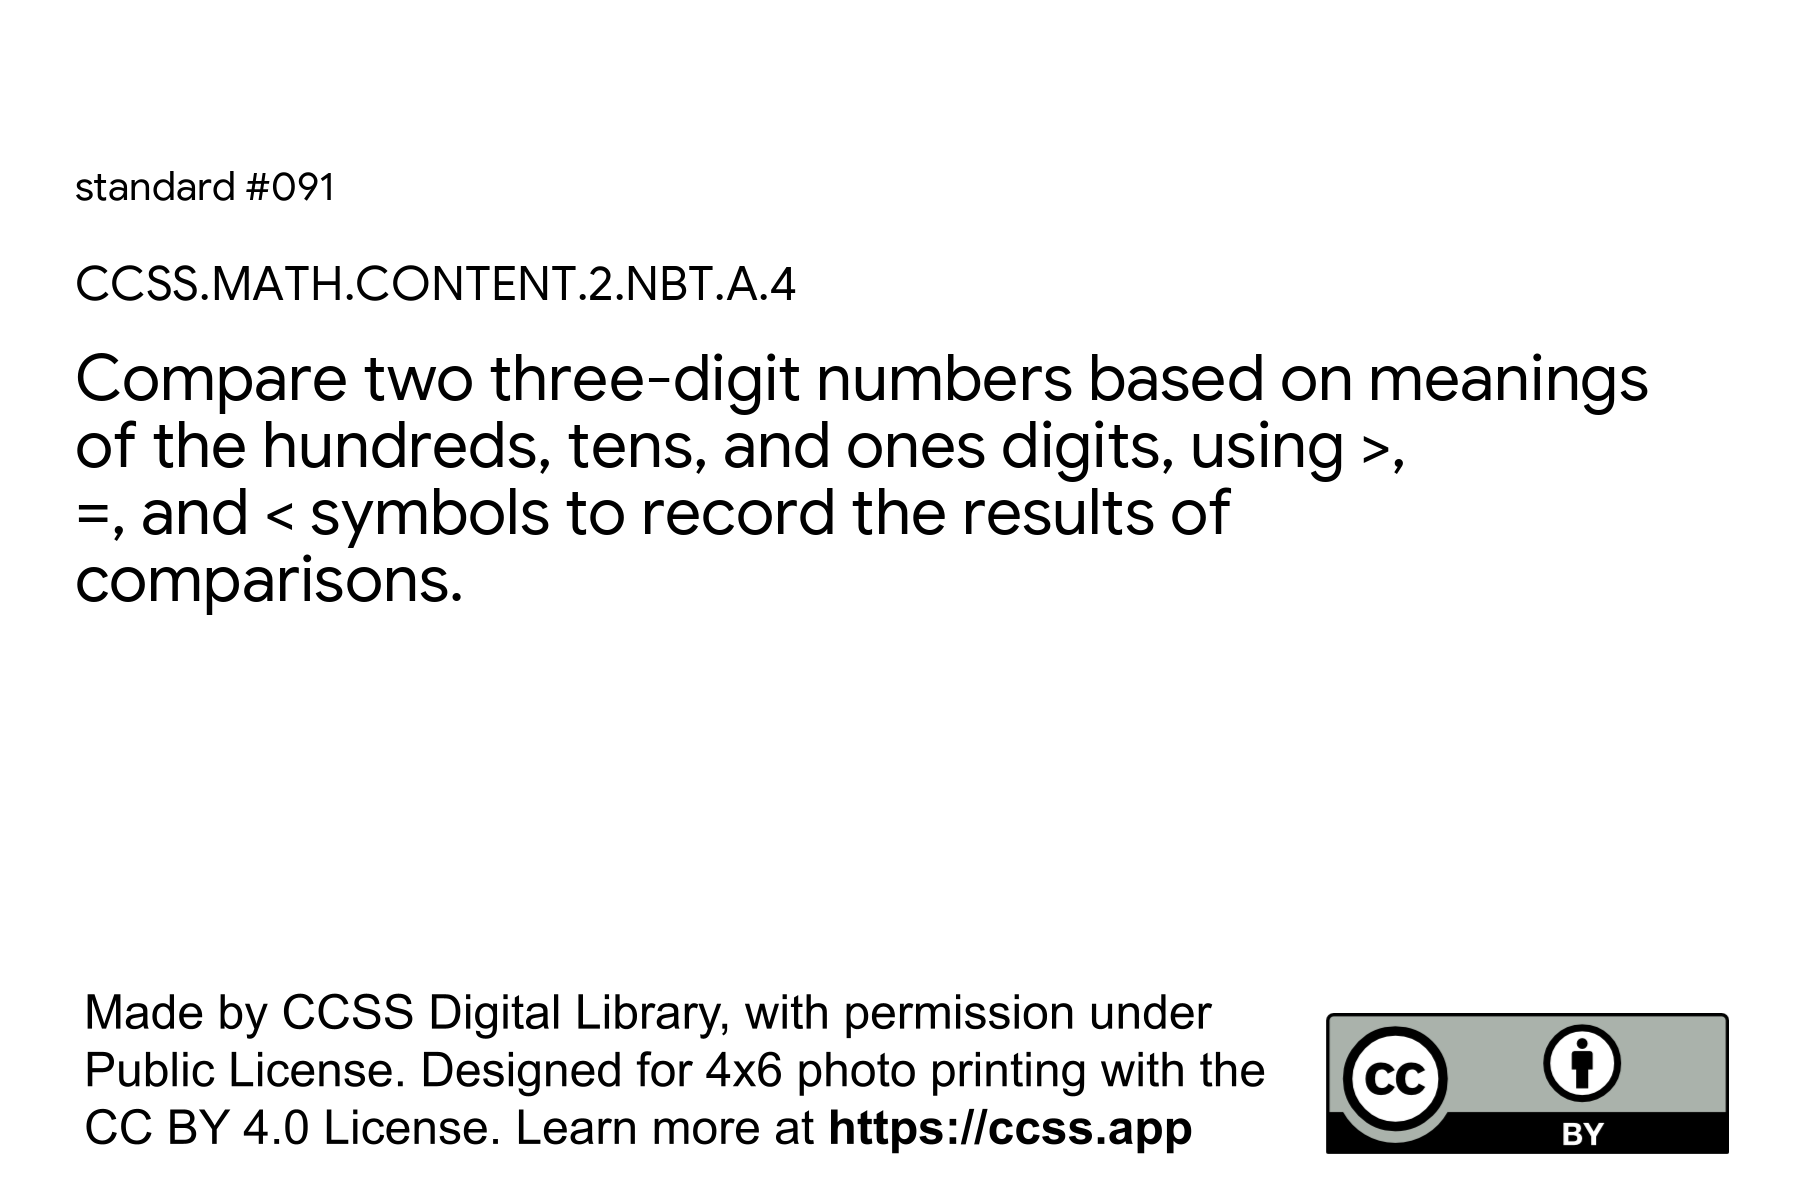 standard #091
CCSS.MATH.CONTENT.2.NBT.A.4
Compare two three-digit numbers based on meanings
of the hundreds, tens, and ones digits, using >,
=, and < symbols to record the results of
comparisons.
Made by CCSS Digital Library, with permission under
Public License. Designed for 4x6 photo printing with the
CC BY 4.0 License. Learn more at https://ccss.app
CC
BY